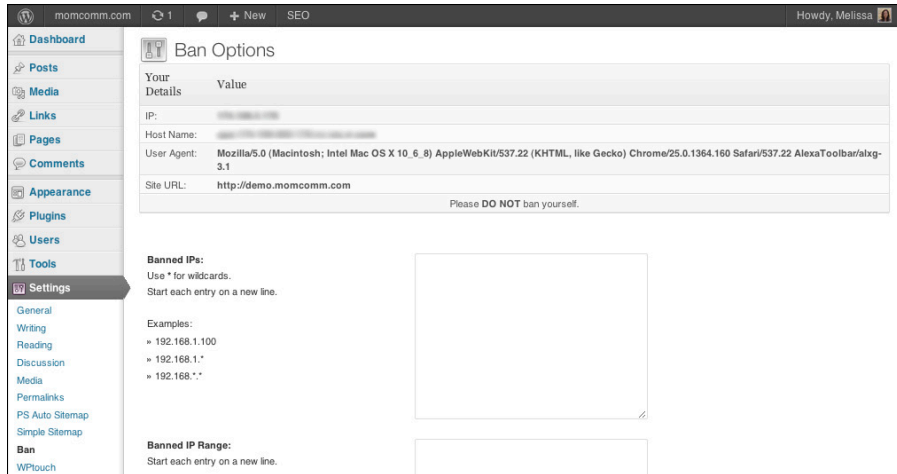 momcomm.com 1 + New SEO Howdy, Melissa
Dashboard
Posts
Media
Links
Pages
Comments
Appearance
Plugins
Users
Tools
Settings
General
Writing
Reading
Discussion
Media
Permalinks
PS Auto Sitemap
Simple Sitemap
Ban
WPtouch
Ban Options
Your Details Value
IP:
Host Name:
User Agent: Mozilla/5.0 (Macintosh; Intel Mac OS X 10_6_8) AppleWebKit/537.22 (KHTML, like Gecko) Chrome/25.0.1364.160 Safari/537.22 AlexaToolbar/alxg-
3.1
Site URL: http://demo.momcomm.com
Please DO NOT ban yourself.
Banned IPs:
Use * for wildcards.
Start each entry on a new line.
Examples:
» 192.168.1.100
» 192.168.1.*
» 192.168.*.*
Banned IP Range:
Start each entry on a new line.